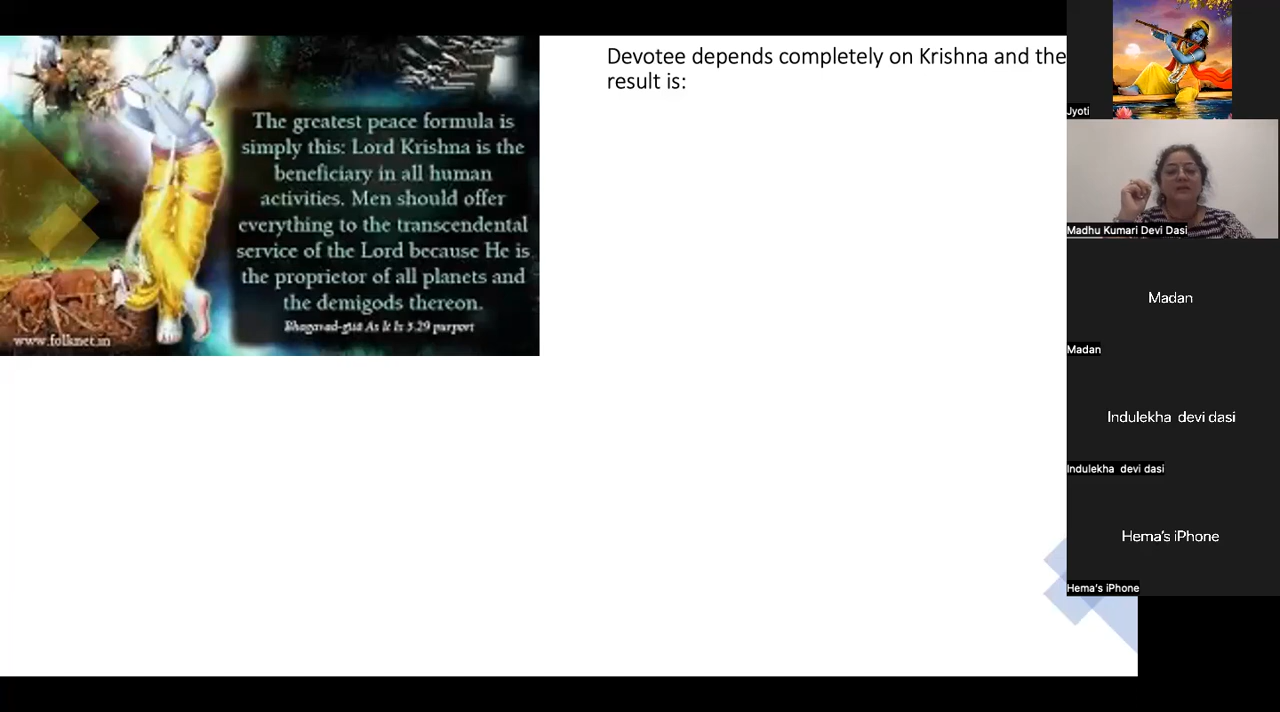 Devotee depends completely on Krishna and the
result is:
The greatest peace formula is
simply this: Lord Krishna is the
beneficiary in all human
activities. Men should offer
everything to the transcendental
service of the Lord because He is
the proprietor of all planets and
the demigods thereon.
Bhagavad-gita As It Is 5.29 purport
www.folknet.in
Jyoti
Madhu Kumari Devi Dasi
Madan
Madan
Indulekha devi dasi
Indulekha devi dasi
Hema's iPhone
Hema's iPhone